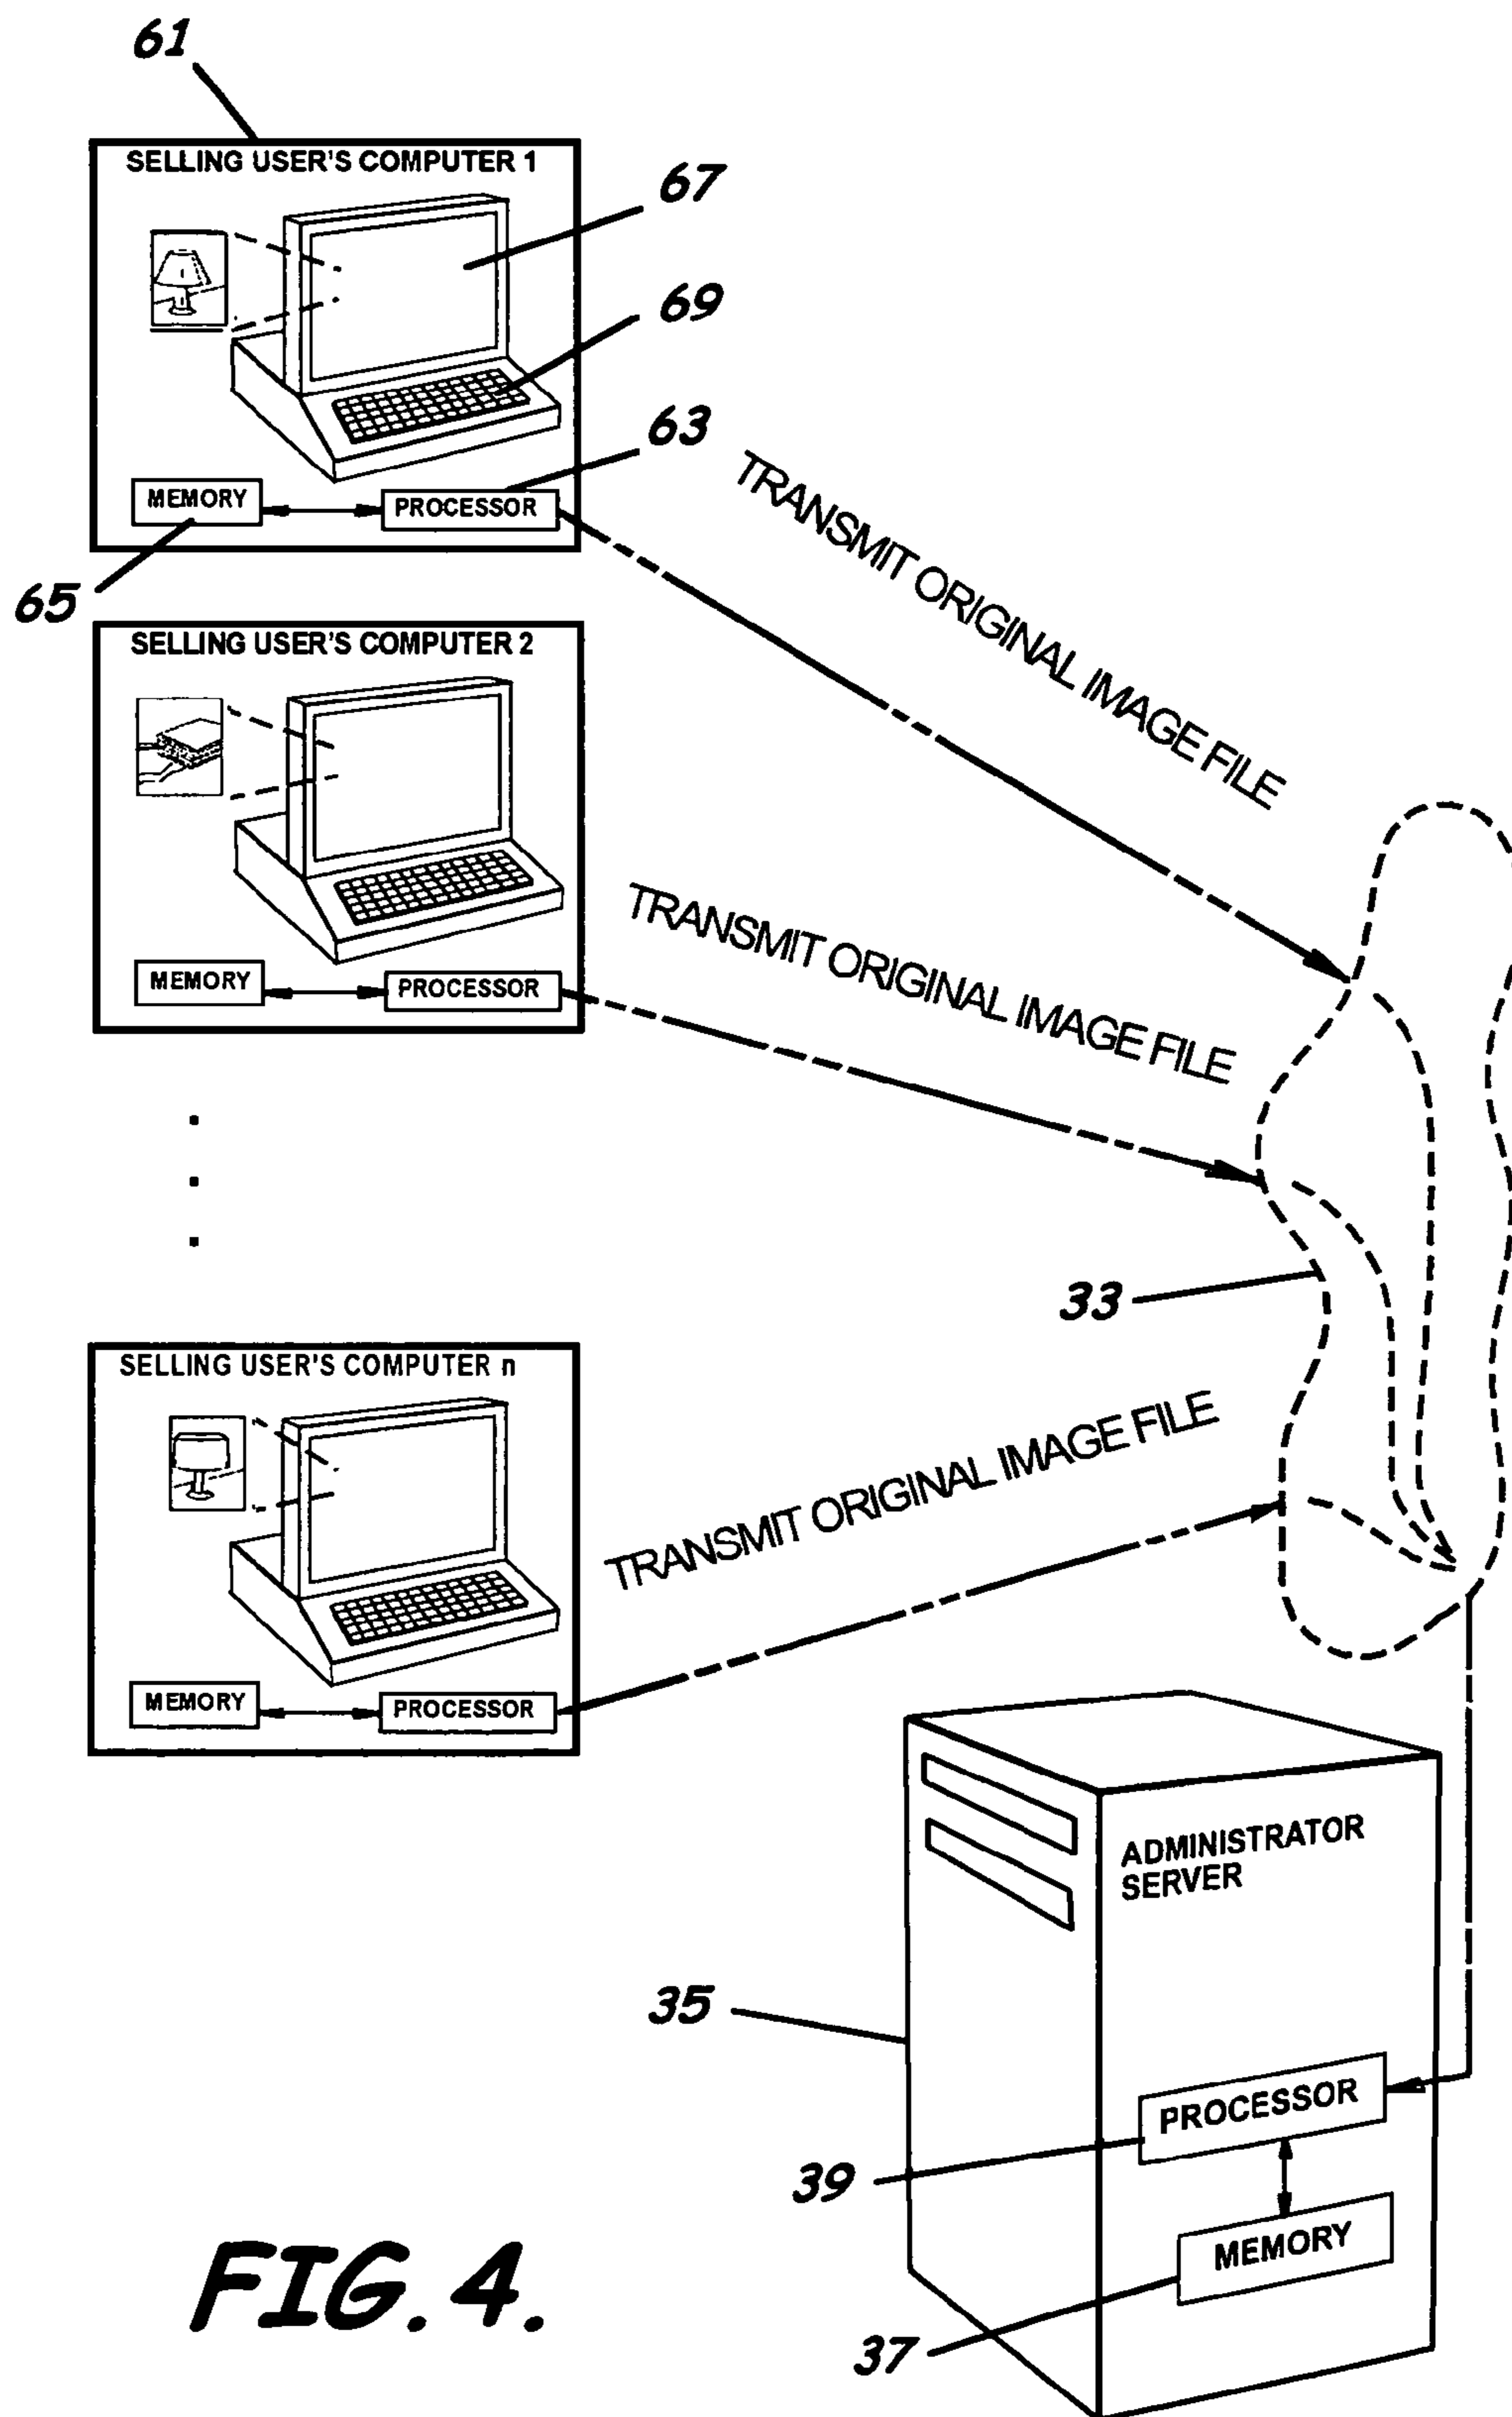 61
SELLING USER'S COMPUTER 1
67
69
63
MEMORY
PROCESSOR
65
TRANSMIT ORIGINAL IMAGE FILE
SELLING USER'S COMPUTER 2
MEMORY
PROCESSOR
TRANSMIT ORIGINAL IMAGE FILE
33
SELLING USER'S COMPUTER n
MEMORY
PROCESSOR
TRANSMIT ORIGINAL IMAGE FILE
ADMINISTRATOR
SERVER
35
PROCESSOR
39
MEMORY
37
FIG. 4.